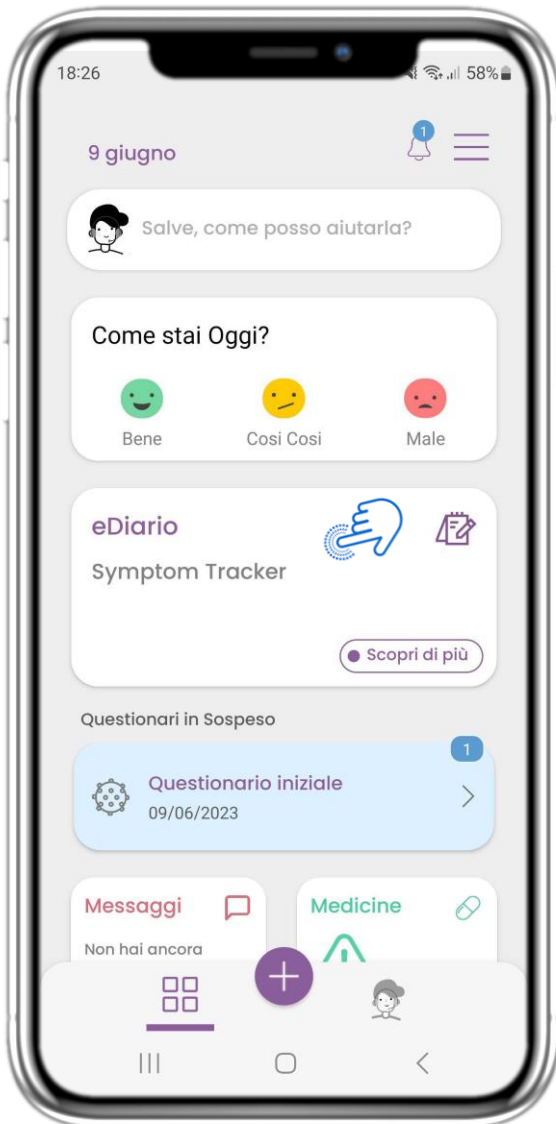 18:26
58%
9 giugno
1
Salve, come posso aiutarla?
Come stai Oggi?
Bene
Cosi Cosi
Male
eDiario
Symptom Tracker
Scopri di più
Questionari in Sospeso
1
Questionario iniziale
09/06/2023
Messaggi
Medicine
Non hai ancora